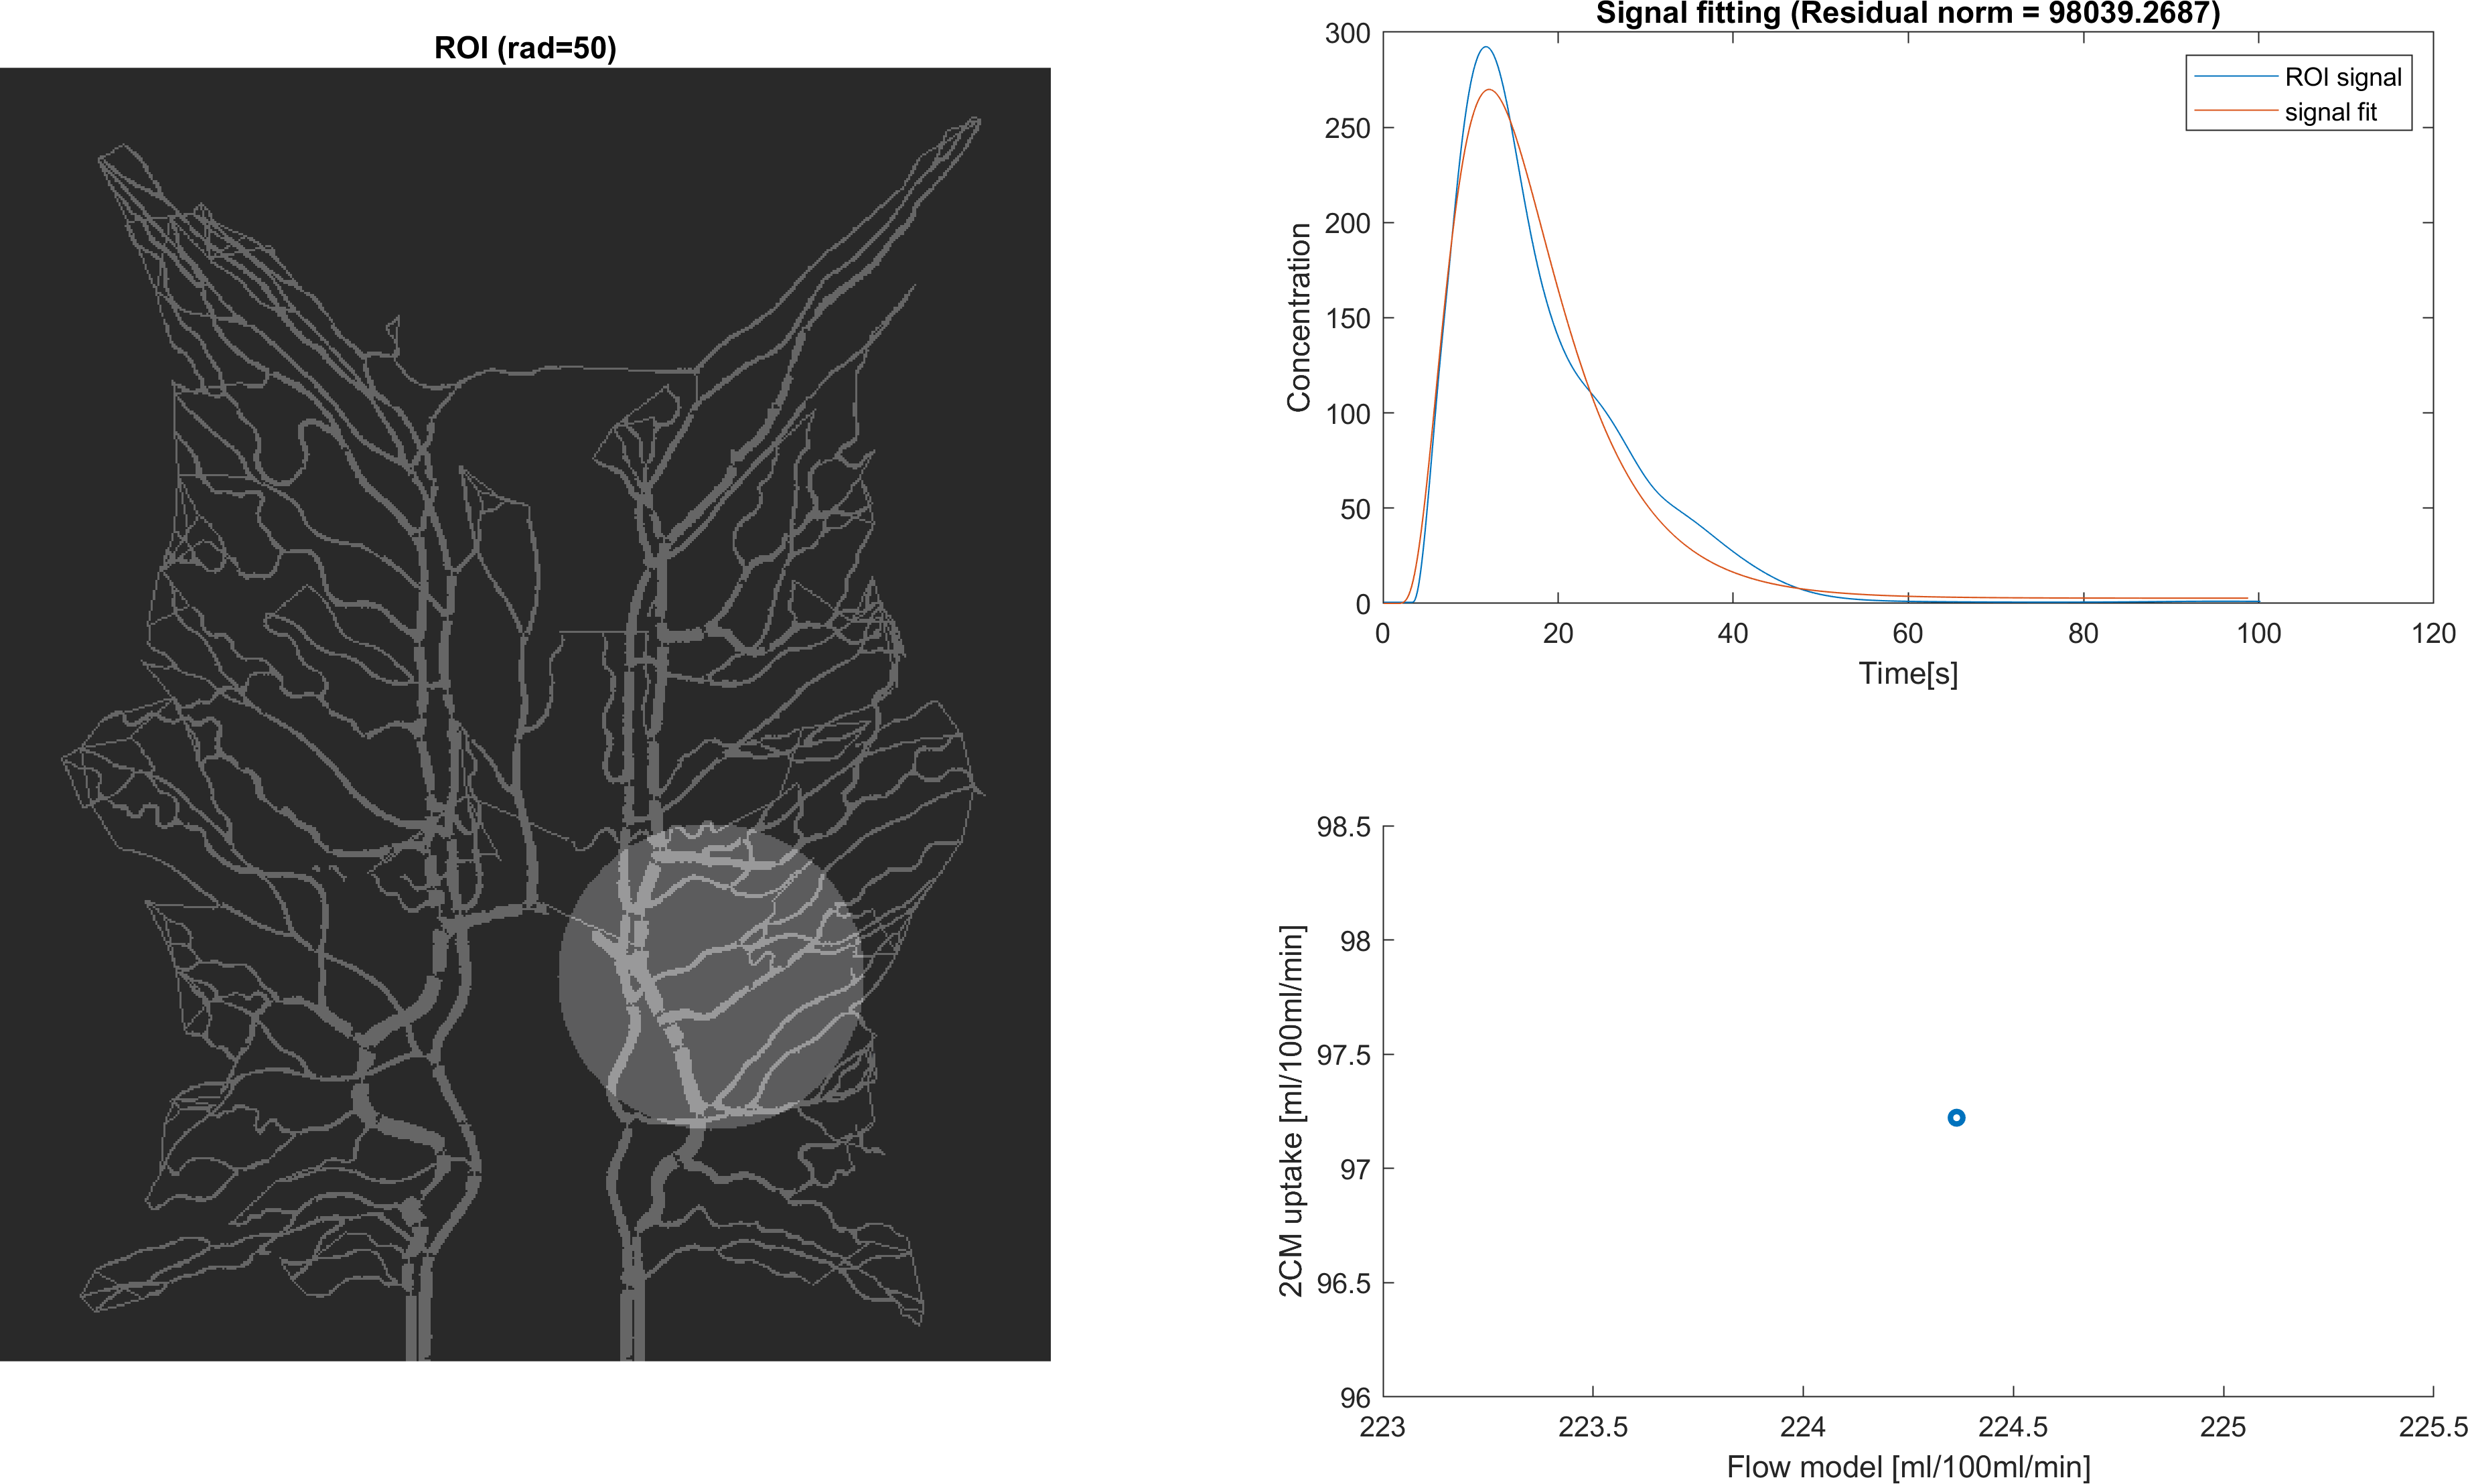 ROI (rad=50)
Signal fitting (Residual norm = 98039.2687)
Concentration
300
250
200
150
100
50
0
0 20 40 60 80 100 120
Time[s]
ROI signal
signal fit
2CM uptake [ml/100ml/min]
98.5
98
97.5
97
96.5
96
223 223.5 224 224.5 225 225.5
Flow model [ml/100ml/min]